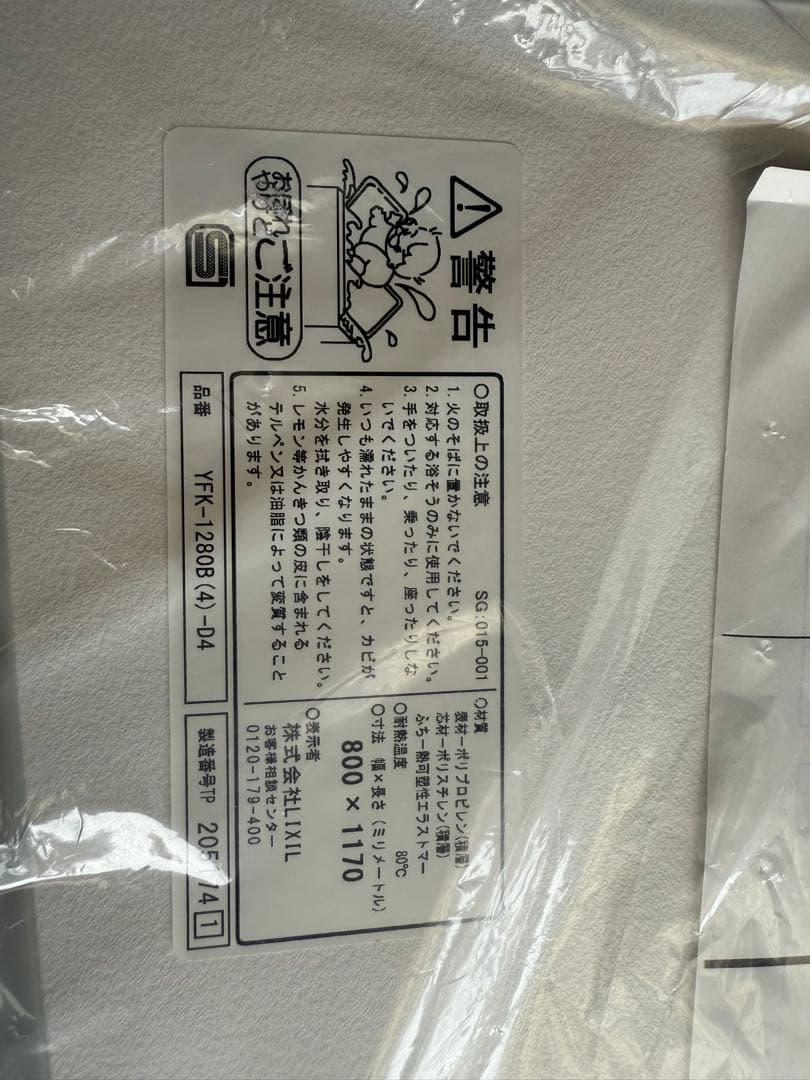 警告
おぼれ
やけど
ご注意
○取扱上の注意 SG:015-001
1. 火のそばに置かないでください。
2. 対応する浴そうのみに使用してください。
3. 手をついたり、乗ったり、座ったりしな
いでください。
4. いつも濡れたままの状態ですと、カビが
発生しやすくなります。
水分を拭き取り、陰干しをしてください。
5. レモン等かんきつ類の皮に含まれる
テルペン又は油脂によって変質すること
があります。
○材質
表材ーポリプロピレン(積層)
芯材ーポリスチレン(積層)
ふちー熱可塑性エラストマー
○耐熱温度 80℃
○寸法 幅×長さ (ミリメートル)
800×1170
○表示者
株式会社LIXIL
お客様相談センター
0120-179-400
品番 YFK-1280B(4)-D4
製造番号TP 205 74 1